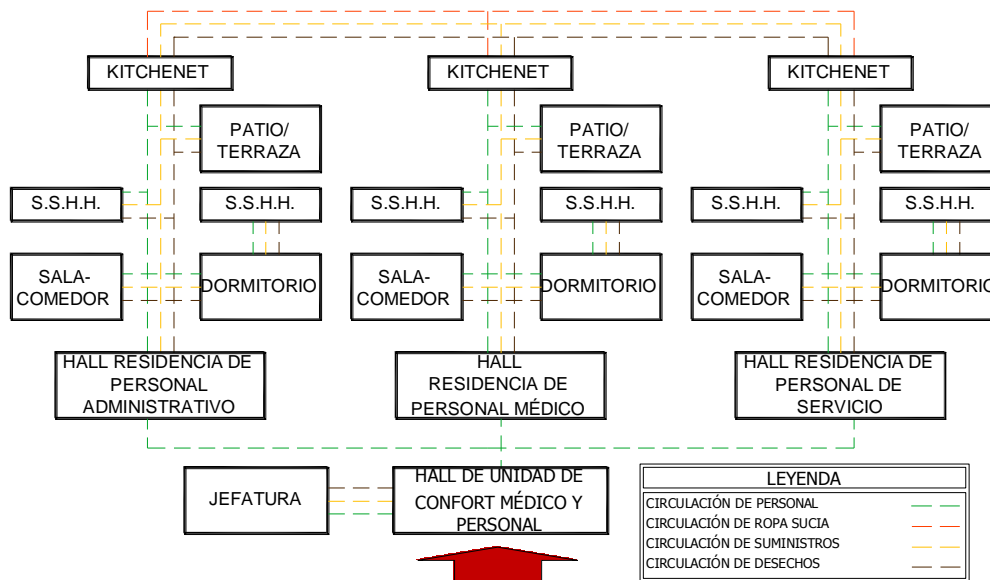 KITCHENET
KITCHENET
KITCHENET
PATIO/
TERRAZA
PATIO/
TERRAZA
PATIO/
TERRAZA
S.S.H.H.
S.S.H.H.
S.S.H.H.
S.S.H.H.
S.S.H.H.
S.S.H.H.
SALA-
COMEDOR
DORMITORIO
SALA-
COMEDOR
DORMITORIO
SALA-
COMEDOR
DORMITORIO
HALL RESIDENCIA DE
PERSONAL
ADMINISTRATIVO
HALL
RESIDENCIA DE
PERSONAL MÉDICO
HALL RESIDENCIA DE
PERSONAL DE
SERVICIO
JEFATURA
HALL DE UNIDAD DE
CONFORT MÉDICO Y
PERSONAL
LEYENDA
CIRCULACIÓN DE PERSONAL
CIRCULACIÓN DE ROPA SUCIA
CIRCULACIÓN DE SUMINISTROS
CIRCULACIÓN DE DESECHOS